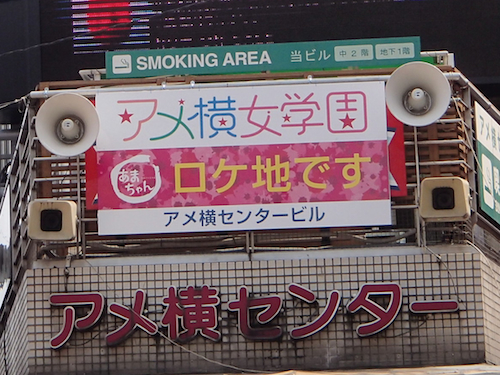 SMOKING AREA 当ビル 中2階 地下1階
アメ横女学園
あま
ちゃん
ロケ地です
アメ横センタービル
アメ横センター